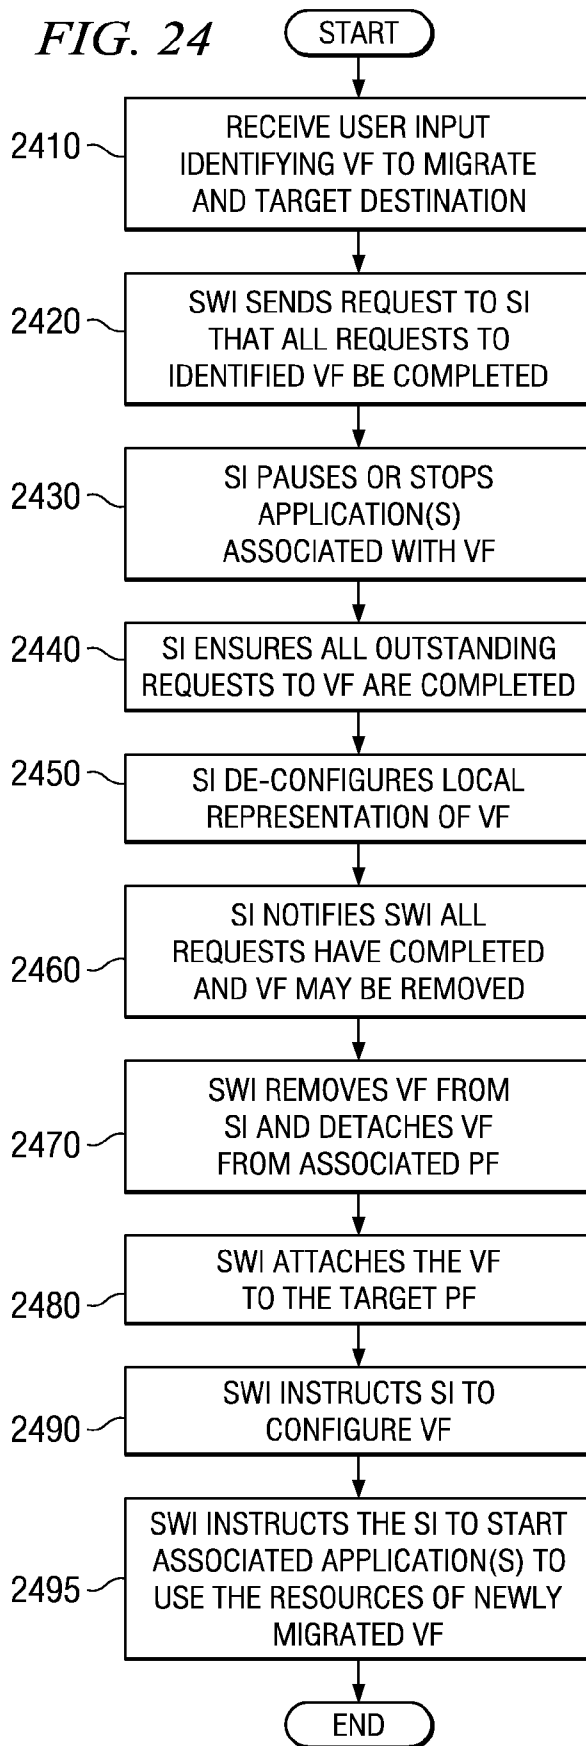 FIG. 24
START
2410
RECEIVE USER INPUT
IDENTIFYING VF TO MIGRATE
AND TARGET DESTINATION
2420
SWI SENDS REQUEST TO SI
THAT ALL REQUESTS TO
IDENTIFIED VF BE COMPLETED
2430
SI PAUSES OR STOPS
APPLICATION(S)
ASSOCIATED WITH VF
2440
SI ENSURES ALL OUTSTANDING
REQUESTS TO VF ARE COMPLETED
2450
SI DE-CONFIGURES LOCAL
REPRESENTATION OF VF
2460
SI NOTIFIES SWI ALL
REQUESTS HAVE COMPLETED
AND VF MAY BE REMOVED
2470
SWI REMOVES VF FROM
SI AND DETACHES VF
FROM ASSOCIATED PF
2480
SWI ATTACHES THE VF
TO THE TARGET PF
2490
SWI INSTRUCTS SI TO
CONFIGURE VF
2495
SWI INSTRUCTS THE SI TO START
ASSOCIATED APPLICATION(S) TO
USE THE RESOURCES OF NEWLY
MIGRATED VF
END